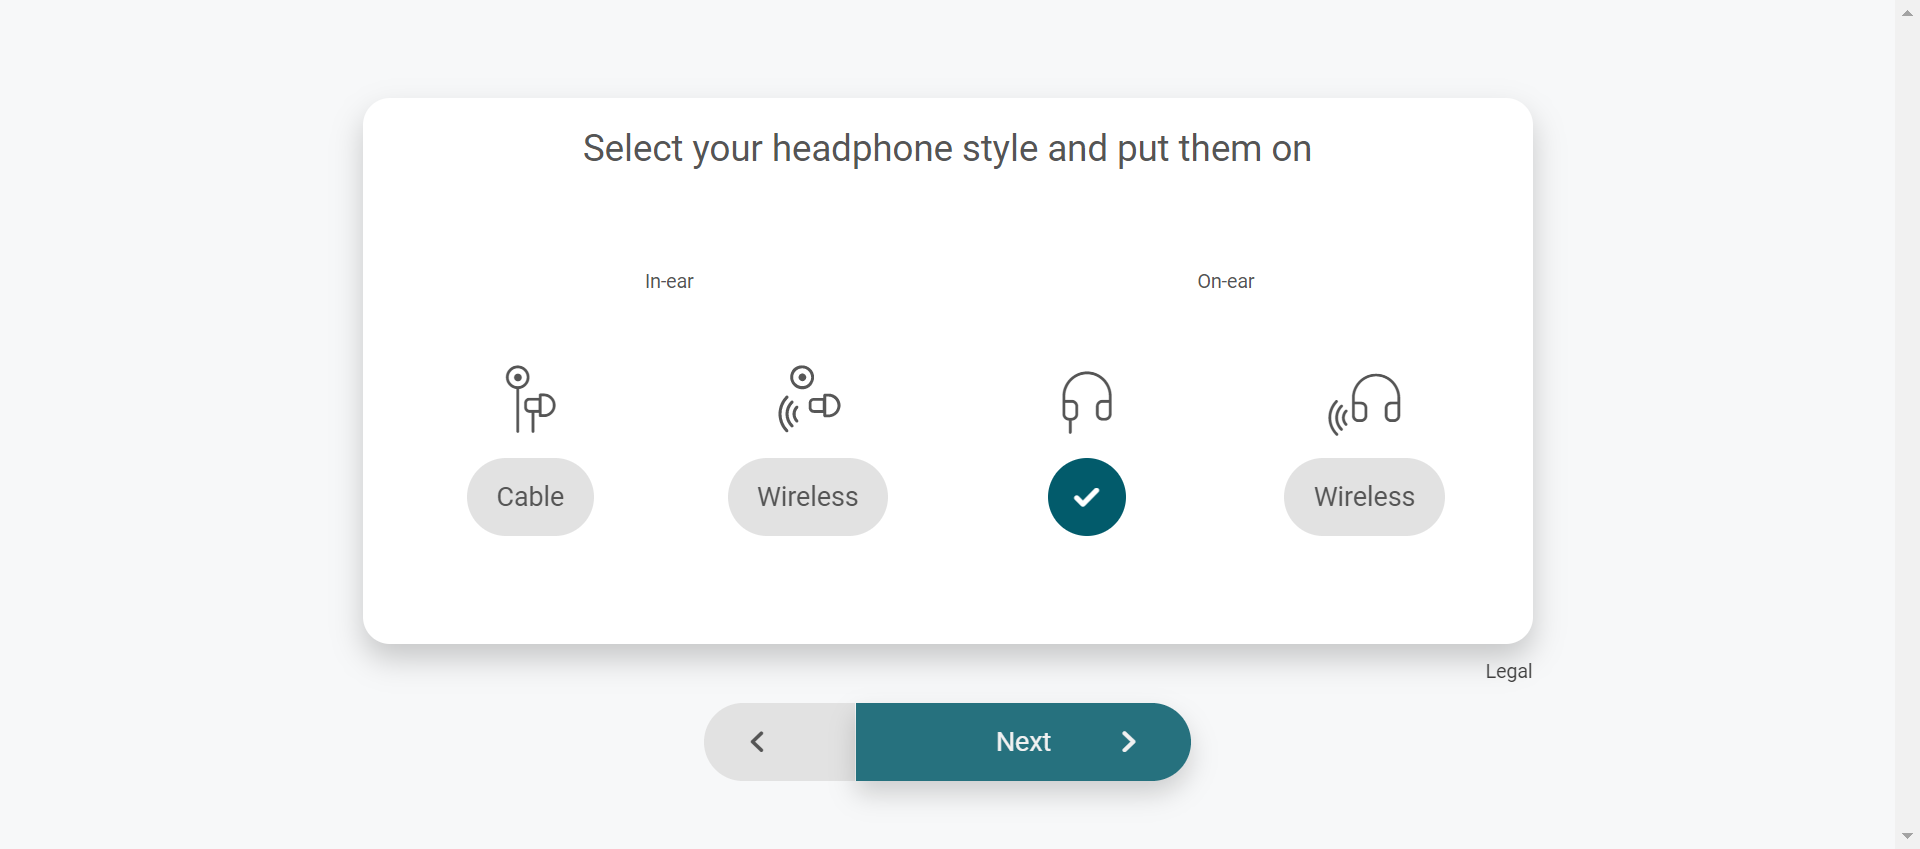 Select your headphone style and put them on
In-ear
On-ear
Cable
Wireless
Wireless
Legal
Next